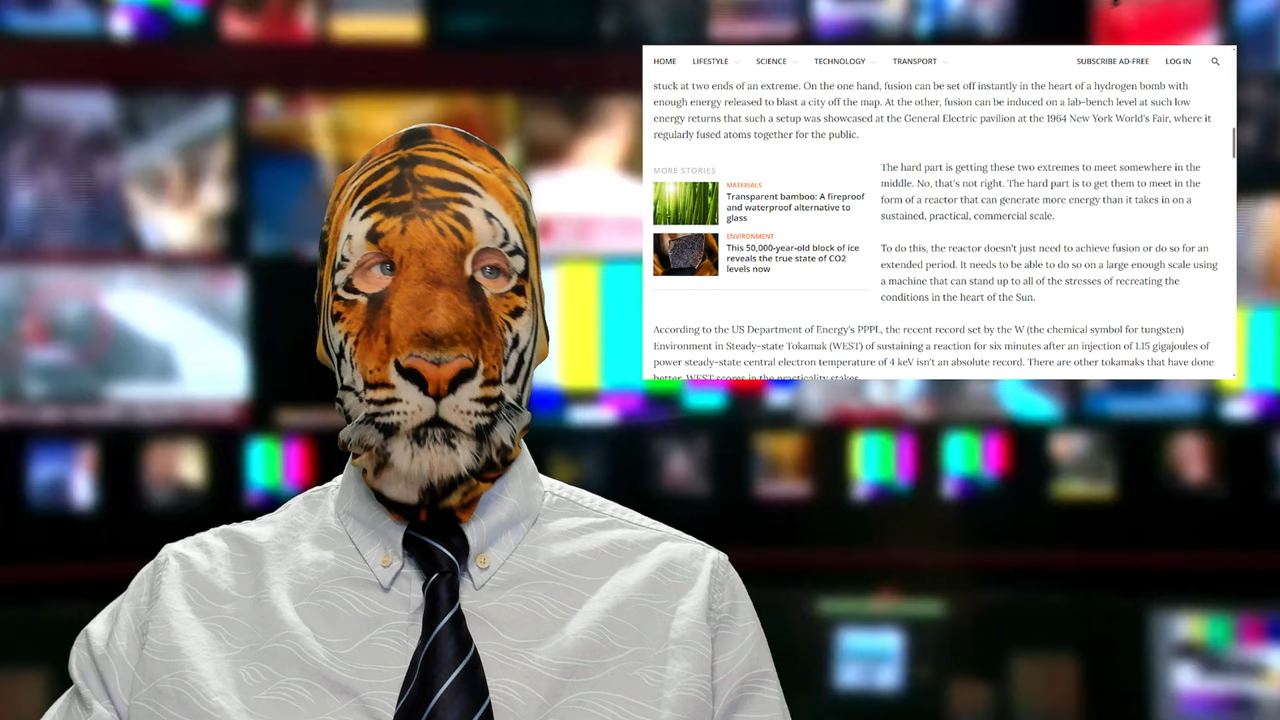 HOME LIFESTYLE SCIENCE TECHNOLOGY TRANSPORT SUBSCRIBE AD-FREE LOG IN
stuck at two ends of an extreme. On the one hand, fusion can be set off instantly in the heart of a hydrogen bomb with
enough energy released to blast a city off the map. At the other, fusion can be induced on a lab-bench level at such low
energy returns that such a setup was showcased at the General Electric pavilion at the 1964 New York World's Fair, where it
regularly fused atoms together for the public.
MORE STORIES
MATERIALS
Transparent bamboo: A fireproof
and waterproof alternative to
glass
ENVIRONMENT
This 50,000-year-old block of ice
reveals the true state of CO2
levels now
The hard part is getting these two extremes to meet somewhere in the
middle. No, that's not right. The hard part is to get them to meet in the
form of a reactor that can generate more energy than it takes in on a
sustained, practical, commercial scale.
To do this, the reactor doesn't just need to achieve fusion or do so for an
extended period. It needs to be able to do so on a large enough scale using
a machine that can stand up to all of the stresses of recreating the
conditions in the heart of the Sun.
According to the US Department of Energy's PPPL, the recent record set by the W (the chemical symbol for tungsten)
Environment in Steady-state Tokamak (WEST) of sustaining a reaction for six minutes after an injection of 1.15 gigajoules of
power steady-state central electron temperature of 4 keV isn't an absolute record. There are other tokamaks that have done
better. WEST scores in the practicality stakes.